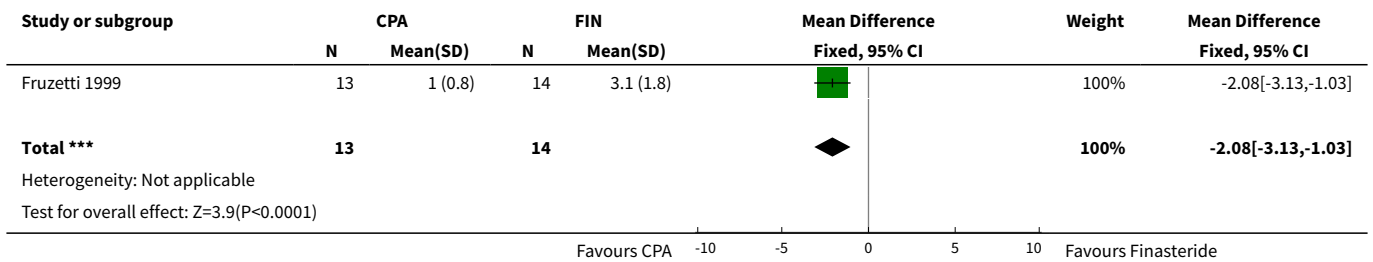 Study or subgroup CPA FIN Mean Difference Weight Mean Difference
N Mean(SD) N Mean(SD) Fixed, 95% CI Fixed, 95% CI
Fruzetti 1999 13 1 (0.8) 14 3.1 (1.8) 100% -2.08[-3.13,-1.03]
Total *** 13 14 100% -2.08[-3.13,-1.03]
Heterogeneity: Not applicable
Test for overall effect: Z=3.9(P<0.0001)
Favours CPA -10 -5 0 5 10 Favours Finasteride